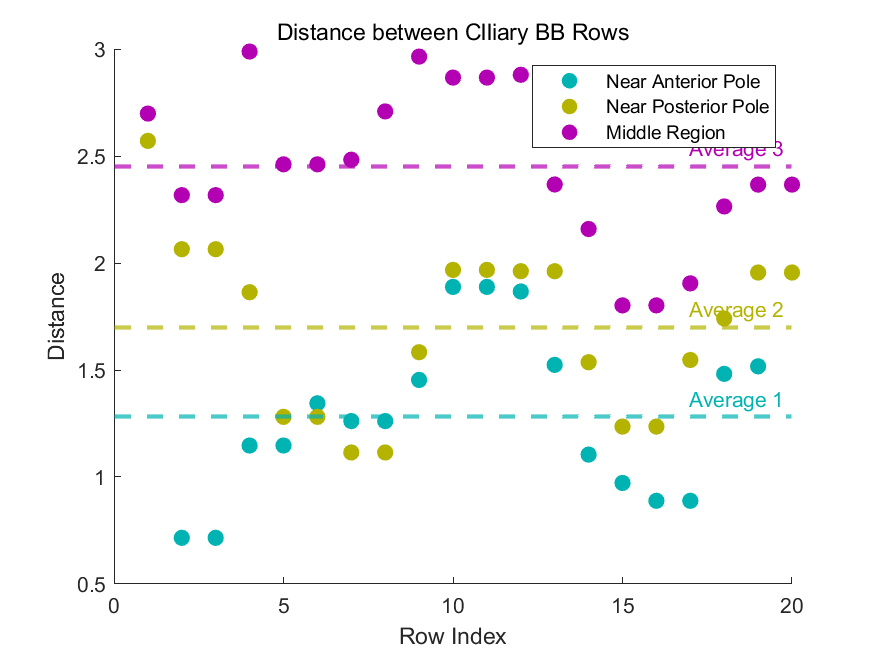 Distance between CIliary BB Rows
3
2.5
2
1.5
1
0.5
Distance
Near Anterior Pole
Near Posterior Pole
Middle Region
Average 3
Average 2
Average 1
0
5
10
15
20
Row Index